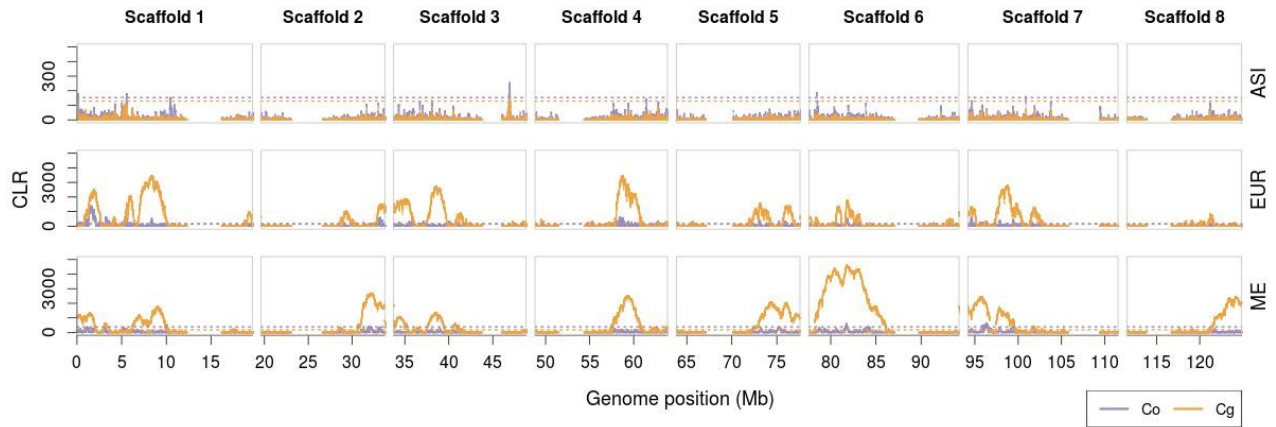 Scaffold 1 Scaffold 2 Scaffold 3 Scaffold 4 Scaffold 5 Scaffold 6 Scaffold 7 Scaffold 8
300
0
ASI
CLR
3000
0
EUR
3000
0
ME
0 5 10 15 20 25 30 35 40 45 50 55 60 65 70 75 80 85 90 95 100 105 110 115 120
Genome position (Mb)
Co Cg